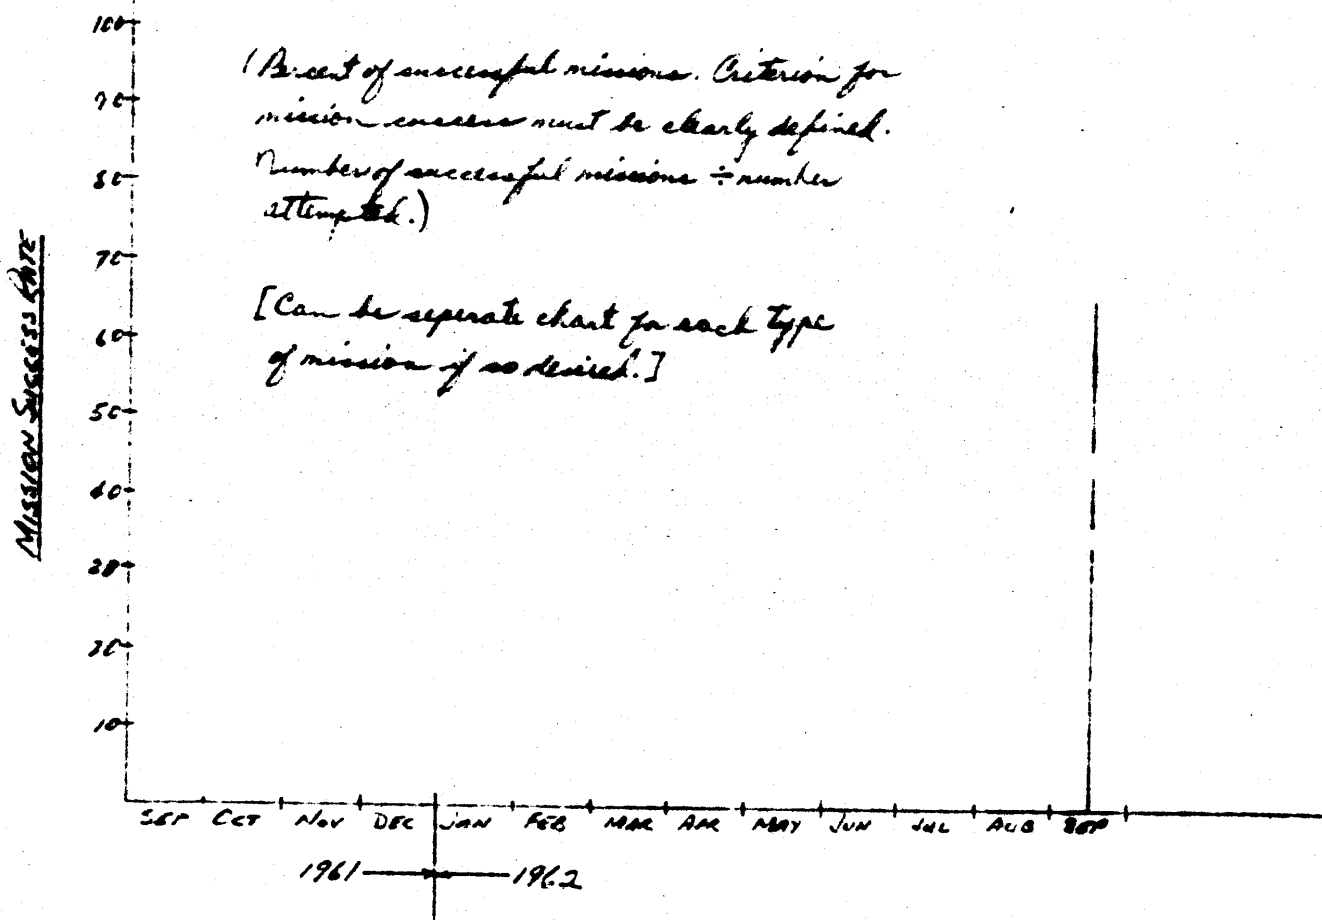 100
(Percent of successful missions. Criterion for
90
mission success must be clearly defined.
80
Number of successful missions ÷ number
attempted.)
70
[Can be seperate chart for each type
60
of mission if so desired.]
50
40
30
20
10
MISSION SUCCESS RATE
SEP OCT NOV DEC JAN FEB MAR APR MAY JUN JUL AUG SEP
1961 1962